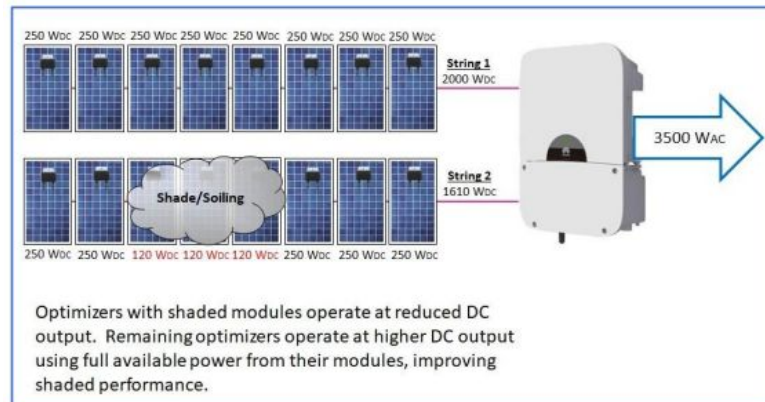 250 WDC 250 WDC 250 WDC 250 WDC 250 WDC 250 WDC 250 WDC 250 WDC
String 1
2000 WDC
3500 WAC
Shade/Soiling
String 2
1610 WDC
250 WDC 250 WDC 120 WDC 120 WDC 120 WDC 250 WDC 250 WDC 250 WDC
Optimizers with shaded modules operate at reduced DC
output. Remaining optimizers operate at higher DC output
using full available power from their modules, improving
shaded performance.